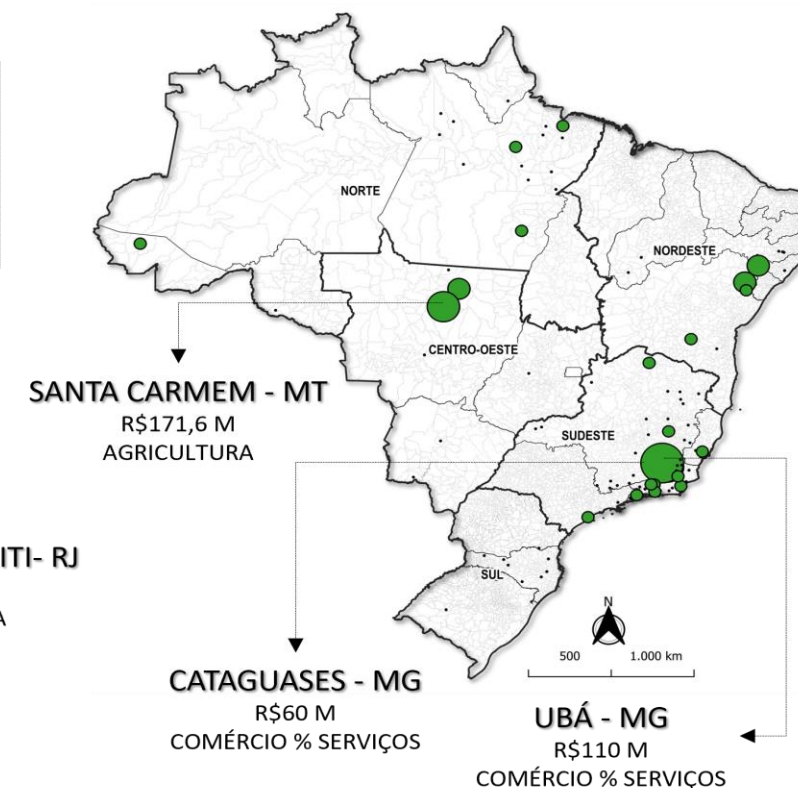 NORTE
NORDESTE
CENTRO-OESTE
SANTA CARMEM - MT
R$171,6 M
AGRICULTURA
SUDESTE
ITI- RJ
A
SUL
N
500 1.000 km
CATAGUASES - MG
R$60 M
COMÉRCIO % SERVIÇOS
UBÁ - MG
R$110 M
COMÉRCIO % SERVIÇOS